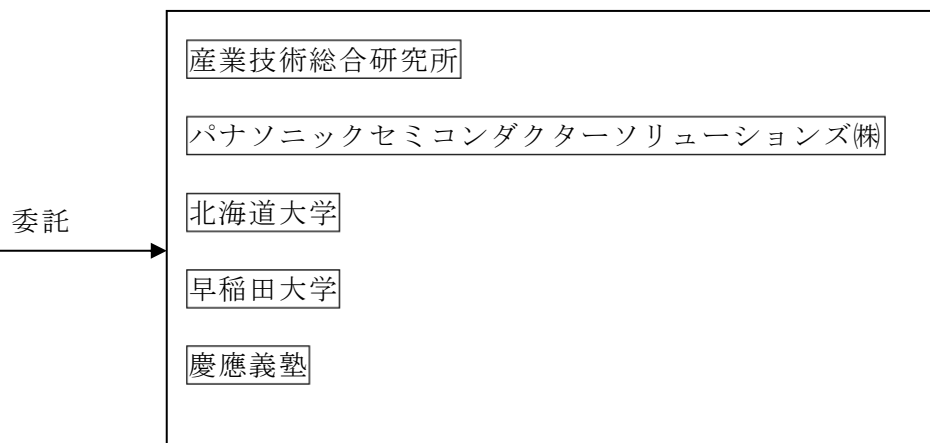 産業技術総合研究所
パナソニックセミコンダクターソリューションズ㈱
北海道大学
委託
早稲田大学
慶應義塾